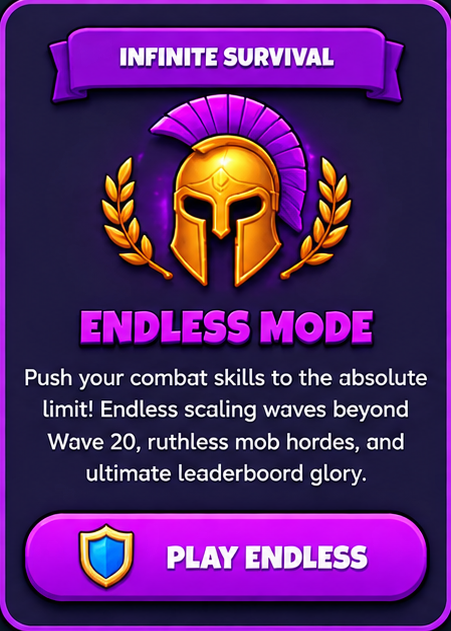 INFINITE SURVIVAL
ENDLESS MODE
Push your combat skills to the absolute
limit! Endless scaling waves beyond
Wave 20, ruthless mob hordes, and
ultimate leaderboord glory.
PLAY ENDLESS